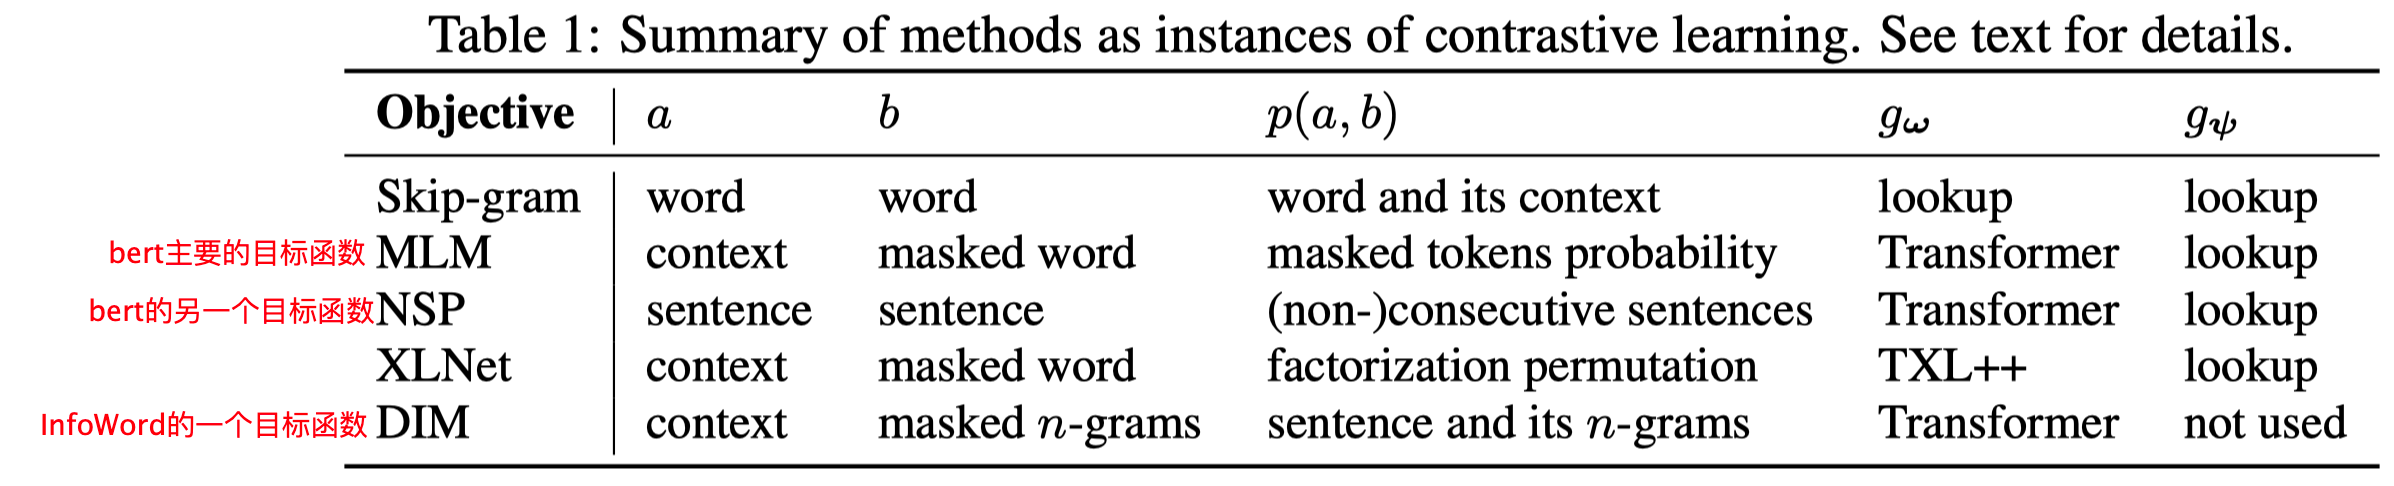 Table 1: Summary of methods as instances of contrastive learning. See text for details.
Objective a b p(a, b) gω gψ
Skip-gram word word word and its context lookup lookup
bert主要的目标函数 MLM context masked word masked tokens probability Transformer lookup
bert的另一个目标函数 NSP sentence sentence (non-)consecutive sentences Transformer lookup
XLNet context masked word factorization permutation TXL++ lookup
InfoWord的一个目标函数 DIM context masked n-grams sentence and its n-grams Transformer not used